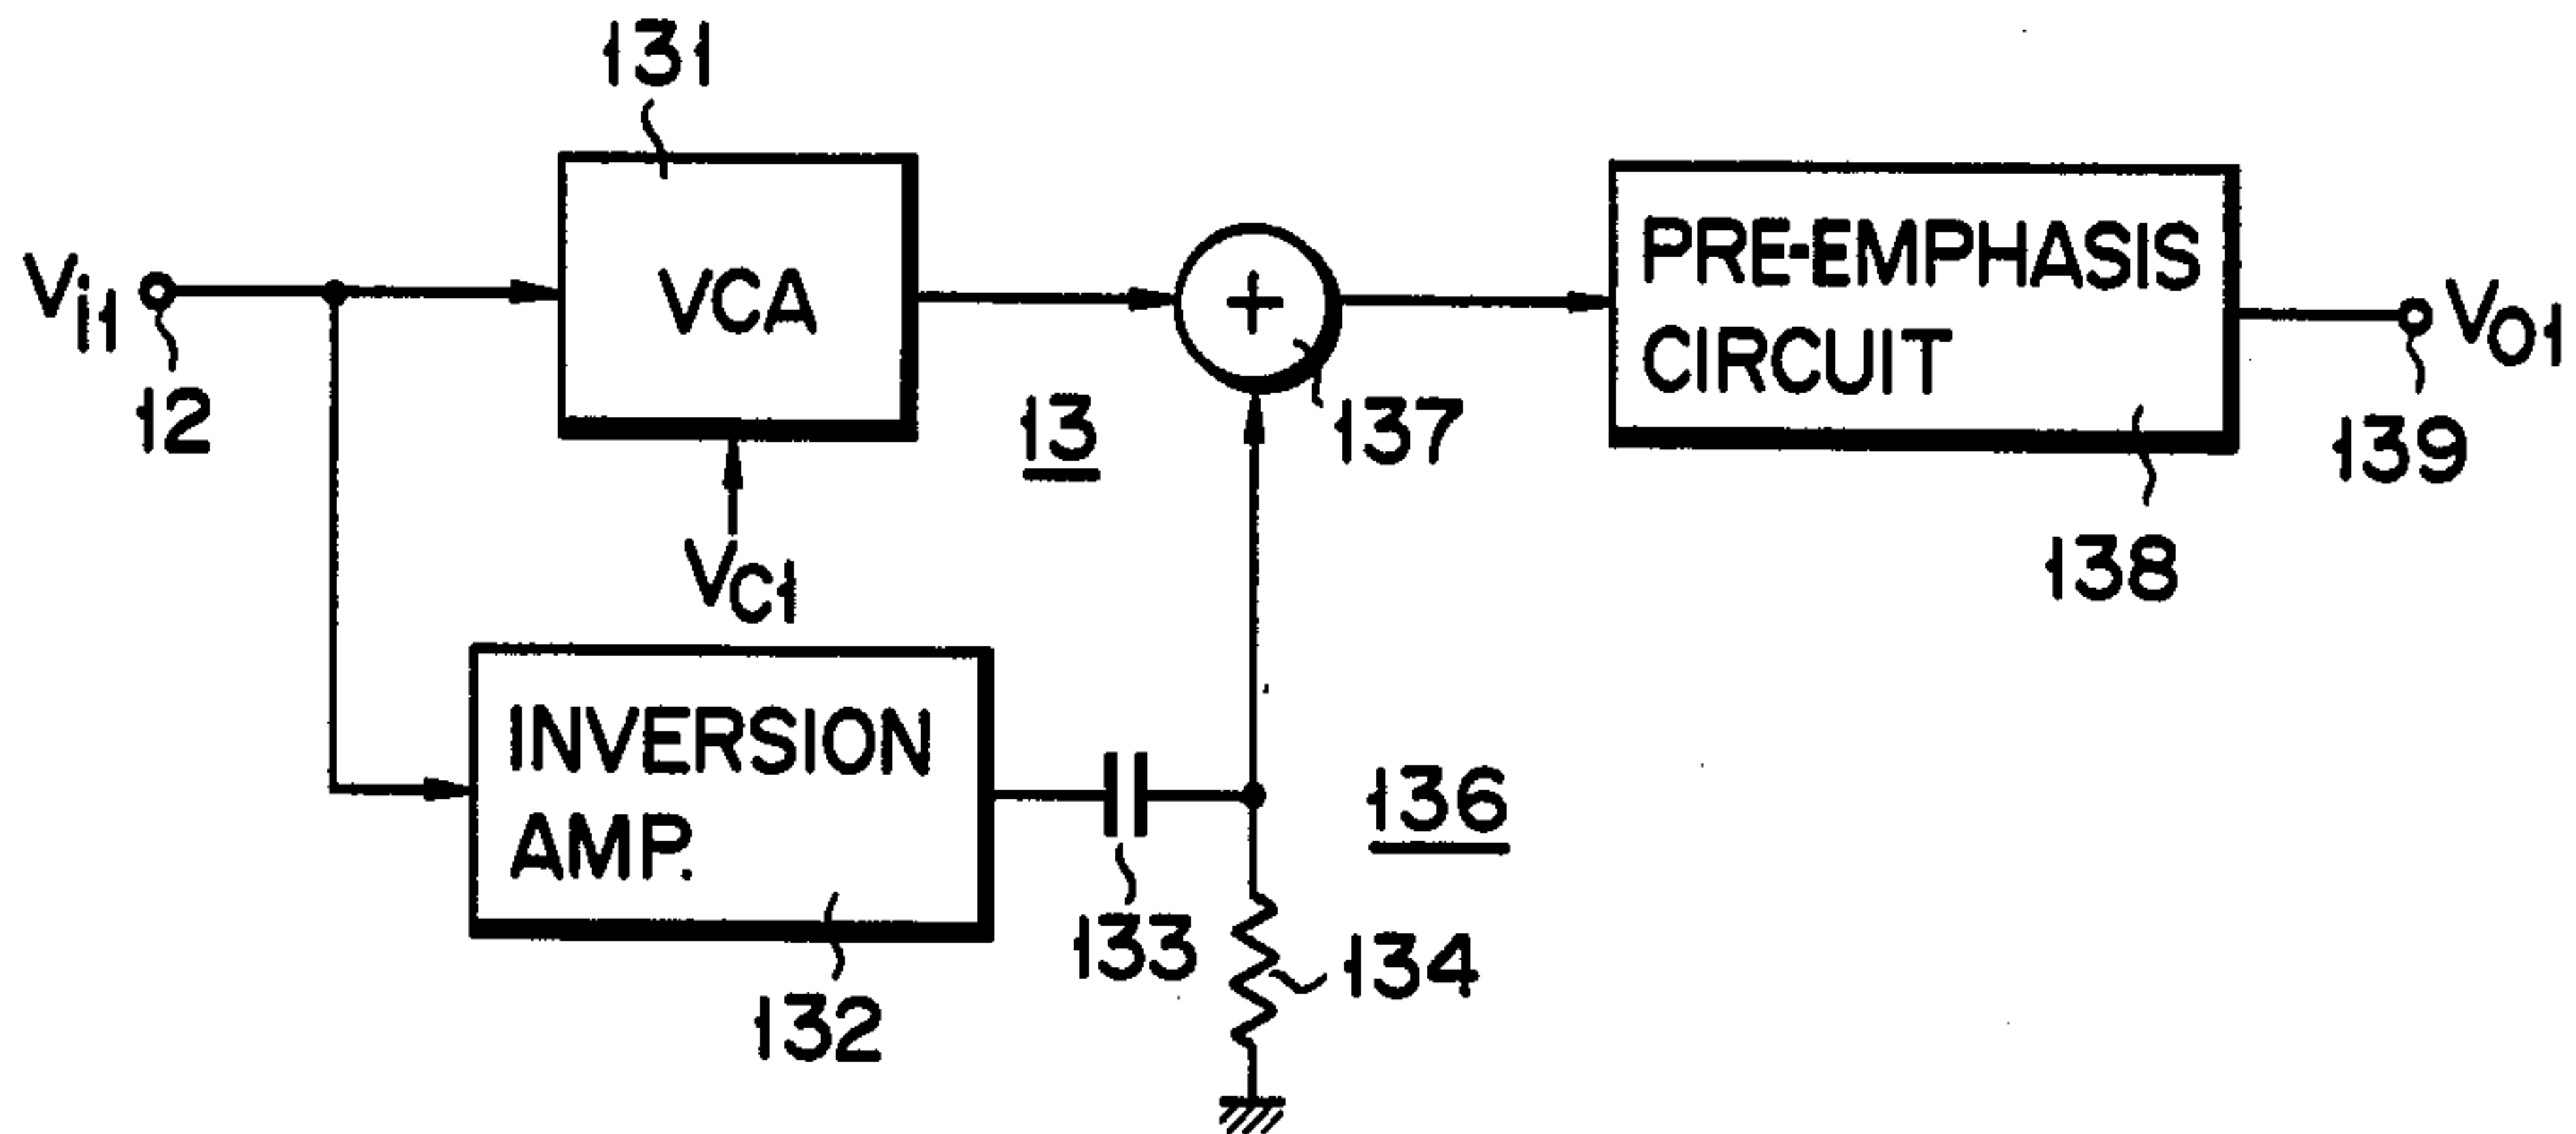 131
Vi1
12
VCA
VC1
13
137
PRE-EMPHASIS
CIRCUIT
138
VO1
139
INVERSION
AMP.
132
133
136
134